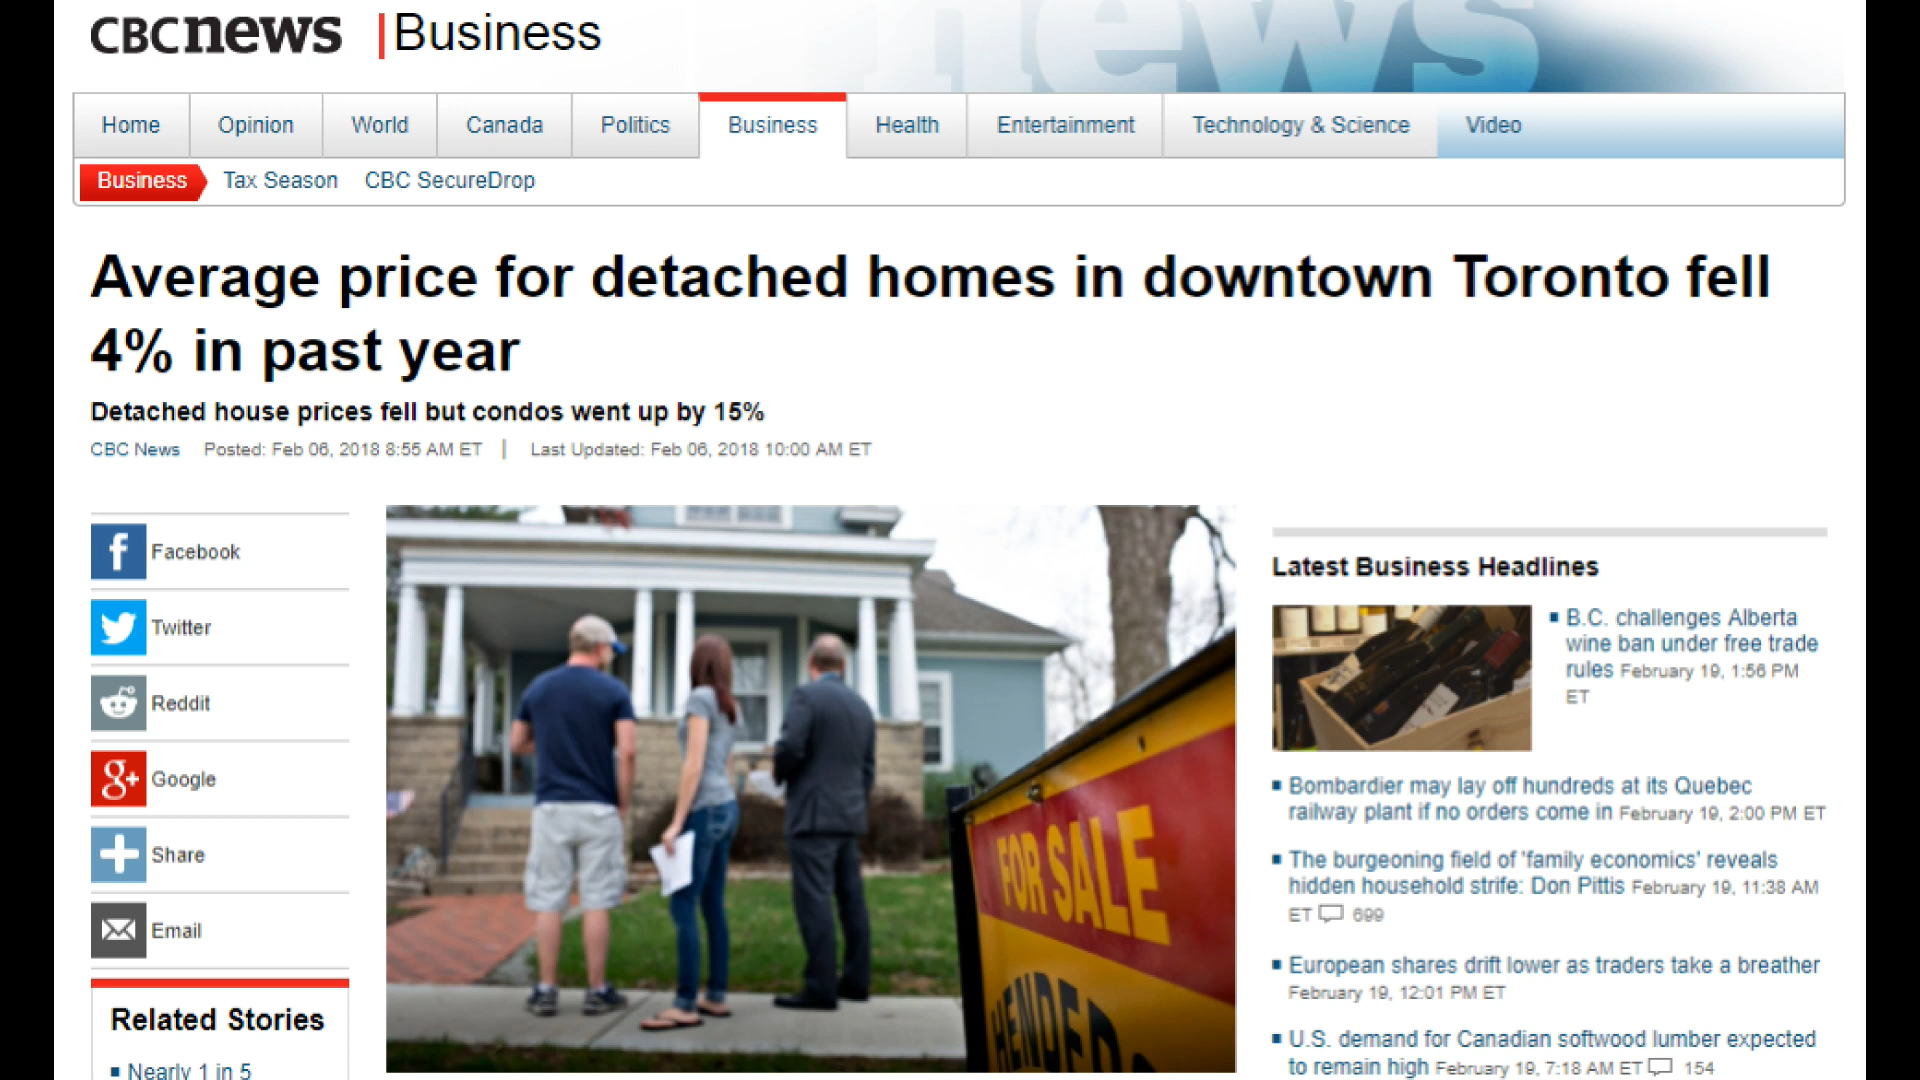 CBCnews | Business
news
Home Opinion World Canada Politics Business Health Entertainment Technology & Science Video
Business Tax Season CBC SecureDrop
Average price for detached homes in downtown Toronto fell
4% in past year
Detached house prices fell but condos went up by 15%
CBC News Posted: Feb 06, 2018 8:55 AM ET | Last Updated: Feb 06, 2018 10:00 AM ET
Facebook
Twitter
Reddit
Google
Share
Email
Related Stories
Nearly 1 in 5
FOR SALE
Latest Business Headlines
B.C. challenges Alberta
wine ban under free trade
rules February 19, 1:56 PM
ET
Bombardier may lay off hundreds at its Quebec
railway plant if no orders come in February 19, 2:00 PM ET
The burgeoning field of 'family economics' reveals
hidden household strife: Don Pittis February 19, 11:38 AM
ET 699
European shares drift lower as traders take a breather
February 19, 12:01 PM ET
U.S. demand for Canadian softwood lumber expected
to remain high February 19, 7:18 AM ET 154